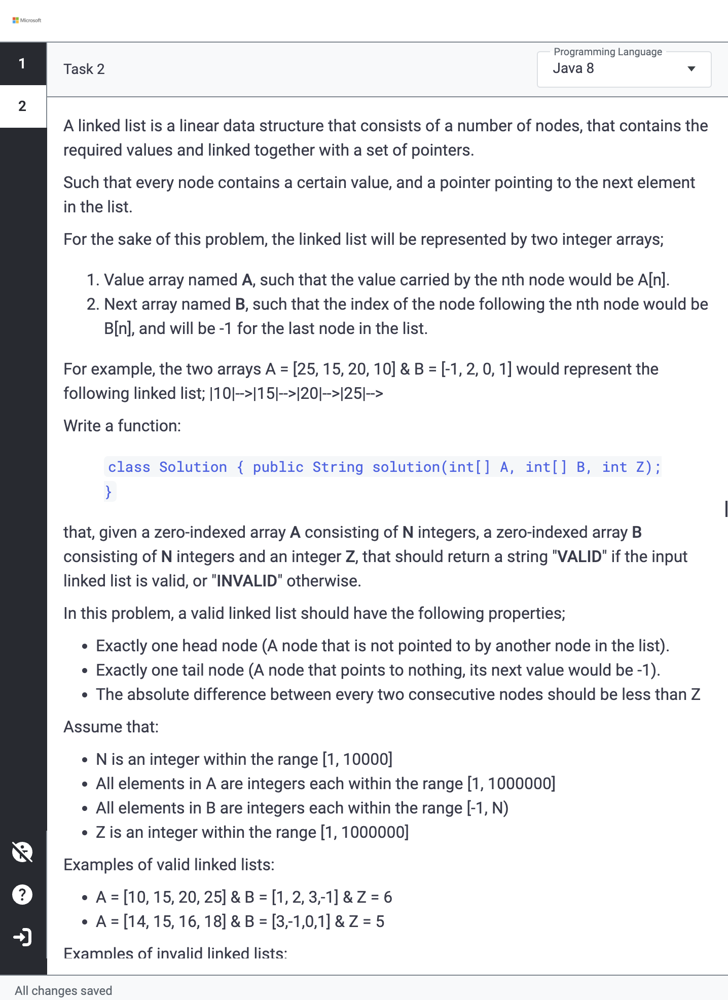 Microsoft
1
Task 2
Programming Language
Java 8
2
A linked list is a linear data structure that consists of a number of nodes, that contains the
required values and linked together with a set of pointers.
Such that every node contains a certain value, and a pointer pointing to the next element
in the list.
For the sake of this problem, the linked list will be represented by two integer arrays;
1. Value array named A, such that the value carried by the nth node would be A[n].
2. Next array named B, such that the index of the node following the nth node would be
B[n], and will be -1 for the last node in the list.
For example, the two arrays A = [25, 15, 20, 10] & B = [-1, 2, 0, 1] would represent the
following linked list; |10|-->|15|-->|20|-->|25|-->
Write a function:
class Solution { public String solution(int[] A, int[] B, int Z);
}
that, given a zero-indexed array A consisting of N integers, a zero-indexed array B
consisting of N integers and an integer Z, that should return a string "VALID" if the input
linked list is valid, or "INVALID" otherwise.
In this problem, a valid linked list should have the following properties;
• Exactly one head node (A node that is not pointed to by another node in the list).
• Exactly one tail node (A node that points to nothing, its next value would be -1).
• The absolute difference between every two consecutive nodes should be less than Z
Assume that:
• N is an integer within the range [1, 10000]
• All elements in A are integers each within the range [1, 1000000]
• All elements in B are integers each within the range [-1, N)
• Z is an integer within the range [1, 1000000]
Examples of valid linked lists:
• A = [10, 15, 20, 25] & B = [1, 2, 3,-1] & Z = 6
• A = [14, 15, 16, 18] & B = [3,-1,0,1] & Z = 5
Examples of invalid linked lists:
?
All changes saved